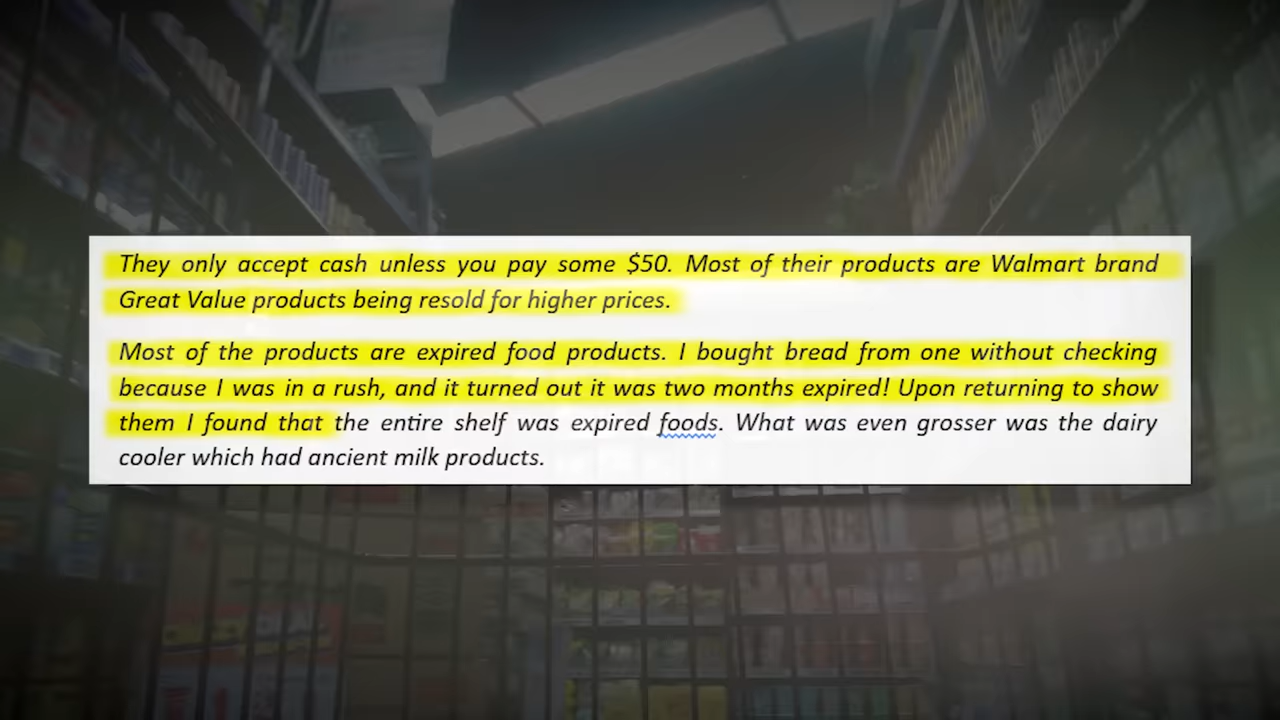 They only accept cash unless you pay some $50. Most of their products are Walmart brand
Great Value products being resold for higher prices.
Most of the products are expired food products. I bought bread from one without checking
because I was in a rush, and it turned out it was two months expired! Upon returning to show
them I found that the entire shelf was expired foods. What was even grosser was the dairy
cooler which had ancient milk products.